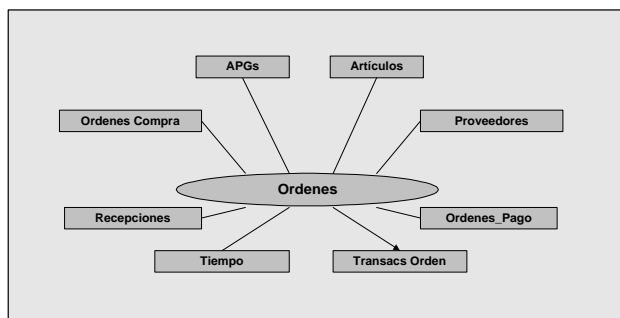 APGs
Artículos
Ordenes Compra
Proveedores
Ordenes
Recepciones
Ordenes_Pago
Tiempo
Transacs Orden